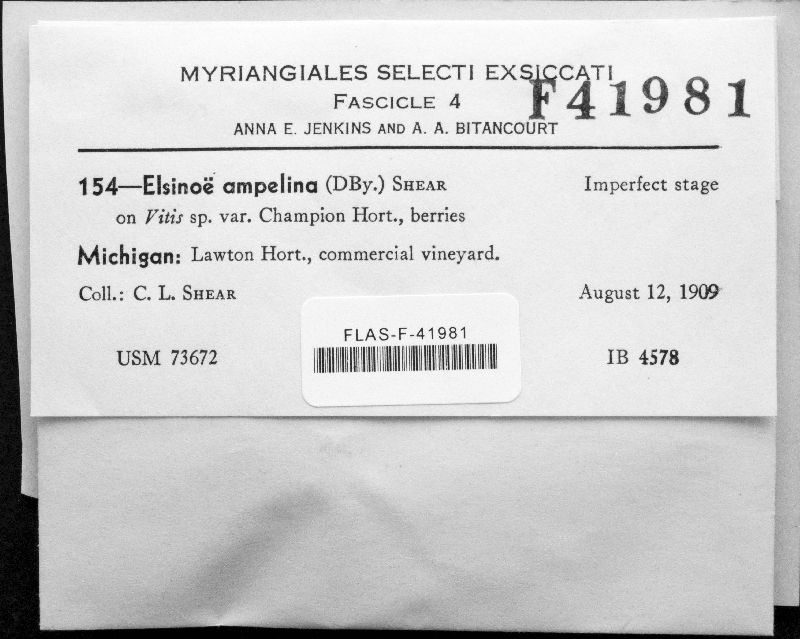 MYRIANGIALES SELECTI EXSICCATI
FASCICLE 4
F41981
ANNA E. JENKINS AND A. A. BITANCOURT
154—Elsinoë ampelina (DBy.) SHEAR Imperfect stage
on Vitis sp. var. Champion Hort., berries
Michigan: Lawton Hort., commercial vineyard.
Coll.: C. L. SHEAR August 12, 1909
FLAS-F-41981
USM 73672 IB 4578